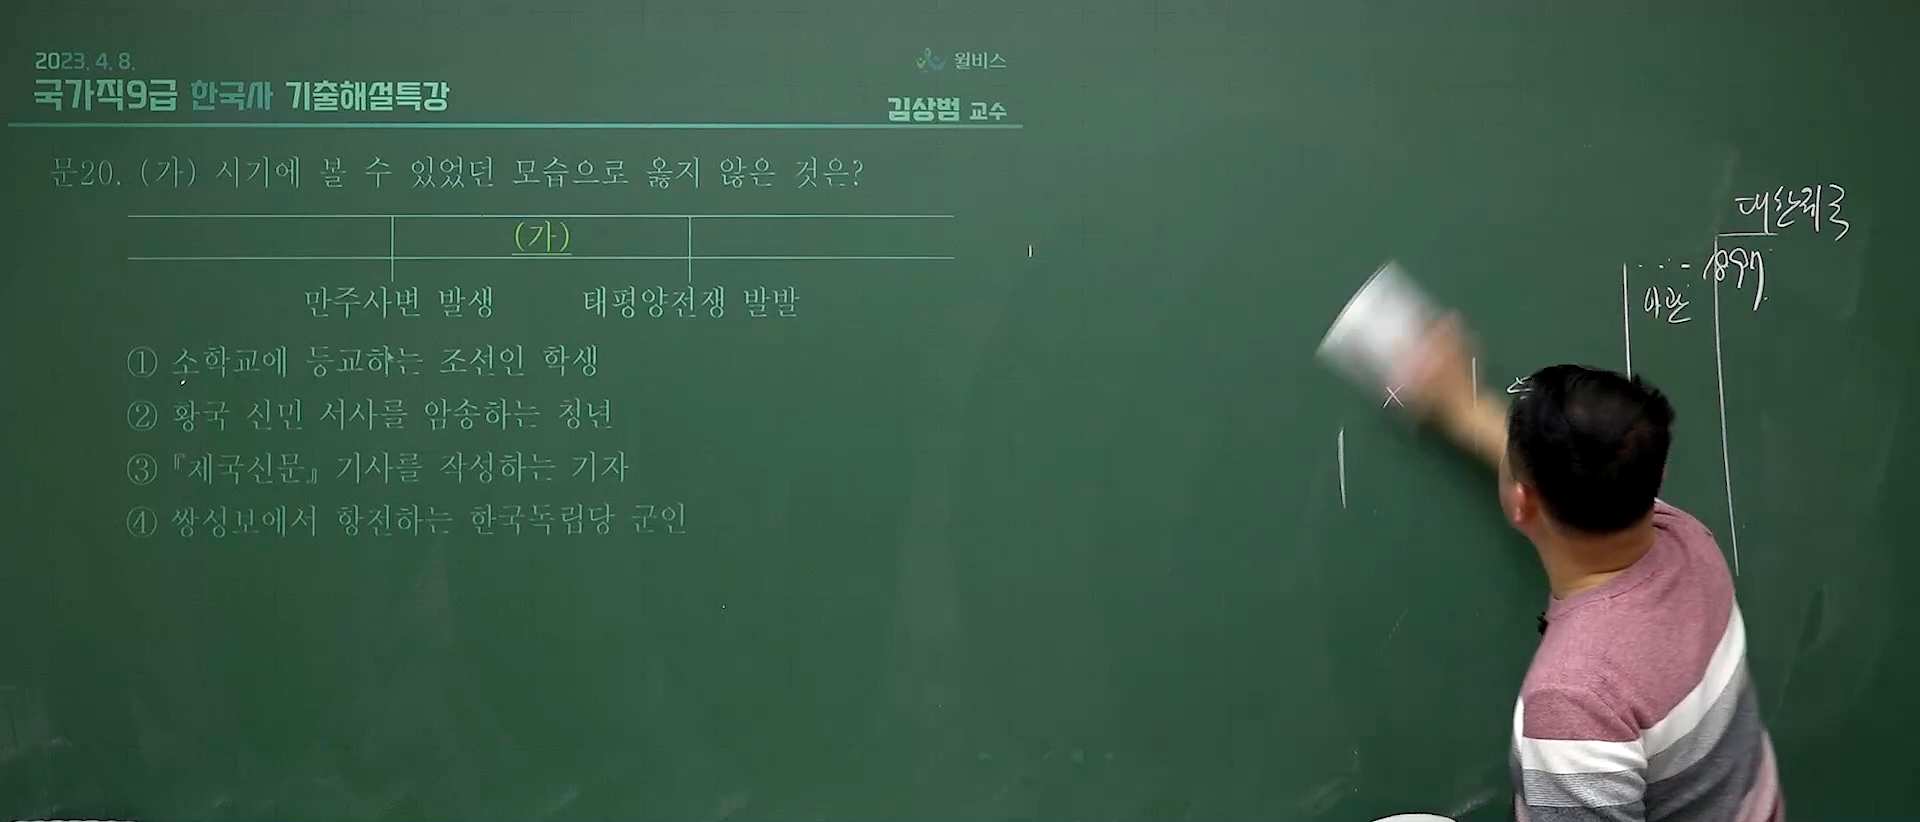 2023. 4. 8.
국가직9급 한국사 기출해설특강
윌비스
김상범 교수
문20. (가) 시기에 볼 수 있었던 모습으로 옳지 않은 것은?
(가)
만주사변 발생 태평양전쟁 발발
① 소학교에 등교하는 조선인 학생
② 황국 신민 서사를 암송하는 청년
③ 『제국신문』 기사를 작성하는 기자
④ 쌍성보에서 항전하는 한국독립당 군인
대한제국
1897.
아관
×